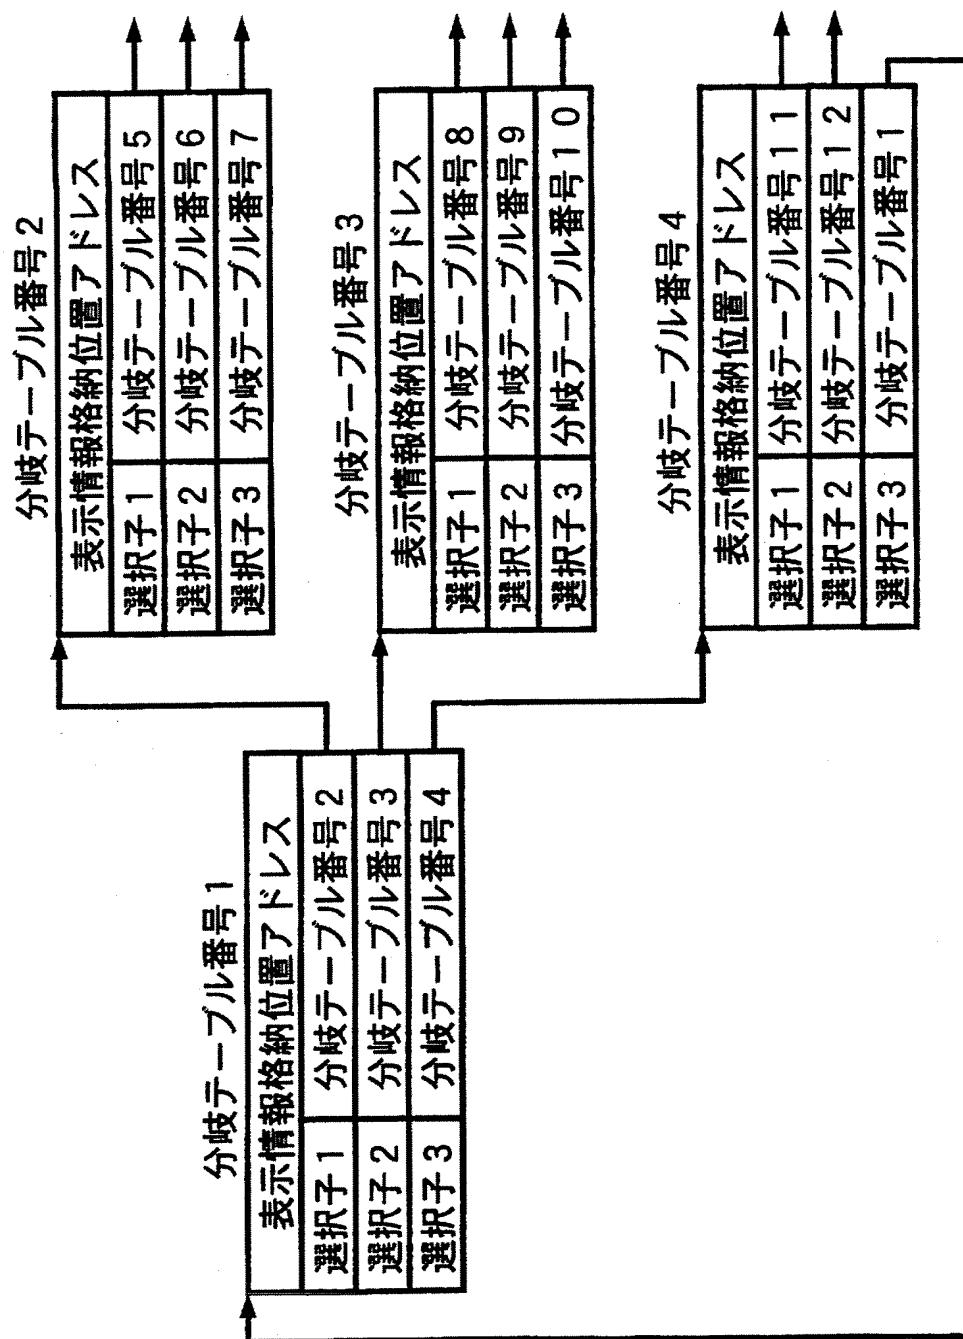 分岐テーブル番号1
表示情報格納位置アドレス
選択子1 分岐テーブル番号2
選択子2 分岐テーブル番号3
選択子3 分岐テーブル番号4
分岐テーブル番号2
表示情報格納位置アドレス
選択子1 分岐テーブル番号5
選択子2 分岐テーブル番号6
選択子3 分岐テーブル番号7
分岐テーブル番号3
表示情報格納位置アドレス
選択子1 分岐テーブル番号8
選択子2 分岐テーブル番号9
選択子3 分岐テーブル番号10
分岐テーブル番号4
表示情報格納位置アドレス
選択子1 分岐テーブル番号11
選択子2 分岐テーブル番号12
選択子3 分岐テーブル番号1